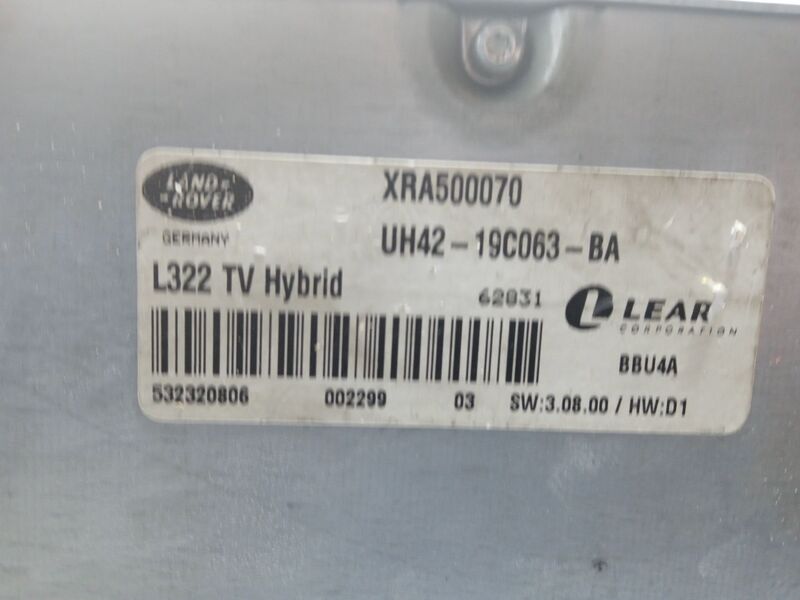 LAND-
-ROVER
GERMANY
XRA500070
UH42-19C063-BA
L322 TV Hybrid
62831
LEAR
CORPORATION
BBU4A
532320806 002299 03 SW:3.08.00 / HW:D1